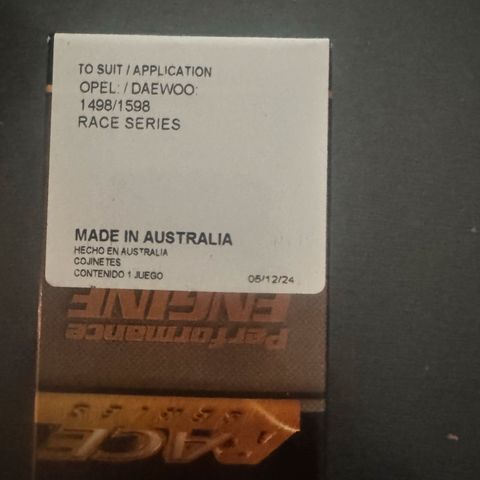 TO SUIT / APPLICATION
OPEL: / DAEWOO:
1498/1598
RACE SERIES
MADE IN AUSTRALIA
HECHO EN AUSTRALIA
COJINETES
CONTENIDO 1 JUEGO
05/12/24
ENGINE
Performance
SERIES
RACE